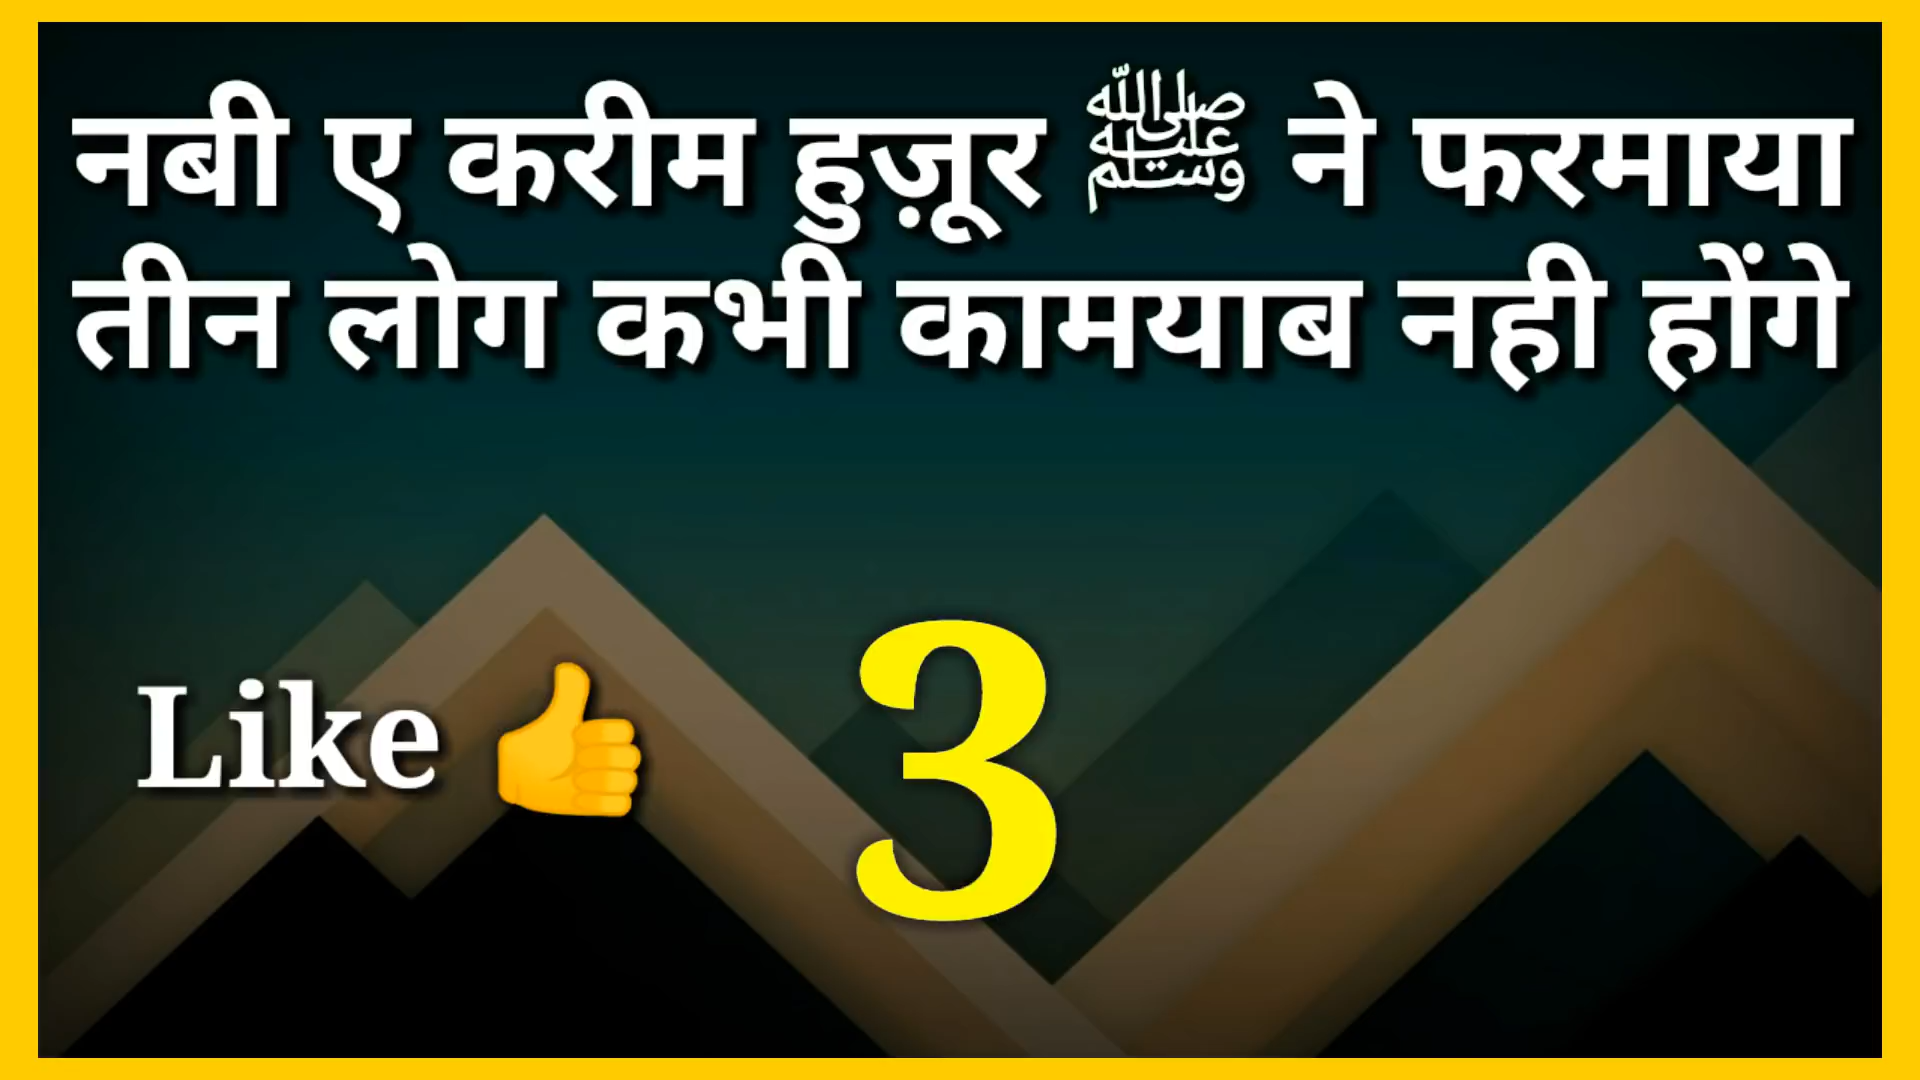 नबी ए करीम हुज़ूर ﷺ ने फरमाया
तीन लोग कभी कामयाब नही होंगे
Like 👍
3